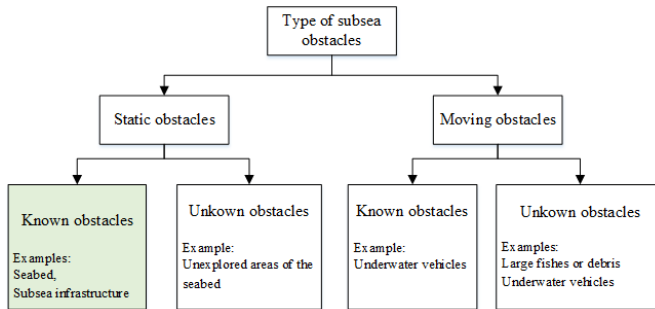 Type of subsea
obstacles
Static obstacles
Moving obstacles
Known obstacles
Examples:
Seabed,
Subsea infrastructure
Unkown obstacles
Example:
Unexplored areas of the
seabed
Known obstacles
Example:
Underwater vehicles
Unkown obstacles
Examples:
Large fishes or debris
Underwater vehicles